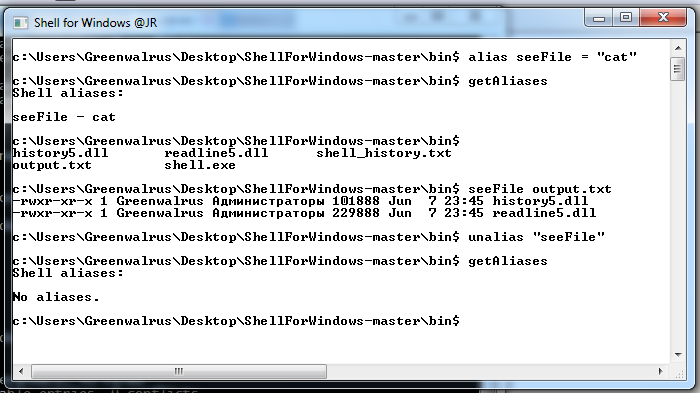 Shell for Windows @JR
c:\Users\Greenwalrus\Desktop\ShellForWindows-master\bin$ alias seeFile = "cat"
c:\Users\Greenwalrus\Desktop\ShellForWindows-master\bin$ getAliases
Shell aliases:
seeFile - cat
c:\Users\Greenwalrus\Desktop\ShellForWindows-master\bin$
history5.dll readline5.dll shell_history.txt
output.txt shell.exe
c:\Users\Greenwalrus\Desktop\ShellForWindows-master\bin$ seeFile output.txt
-rwxr-xr-x 1 Greenwalrus Администраторы 101888 Jun 7 23:45 history5.dll
-rwxr-xr-x 1 Greenwalrus Администраторы 229888 Jun 7 23:45 readline5.dll
c:\Users\Greenwalrus\Desktop\ShellForWindows-master\bin$ unalias "seeFile"
c:\Users\Greenwalrus\Desktop\ShellForWindows-master\bin$ getAliases
Shell aliases:
No aliases.
c:\Users\Greenwalrus\Desktop\ShellForWindows-master\bin$